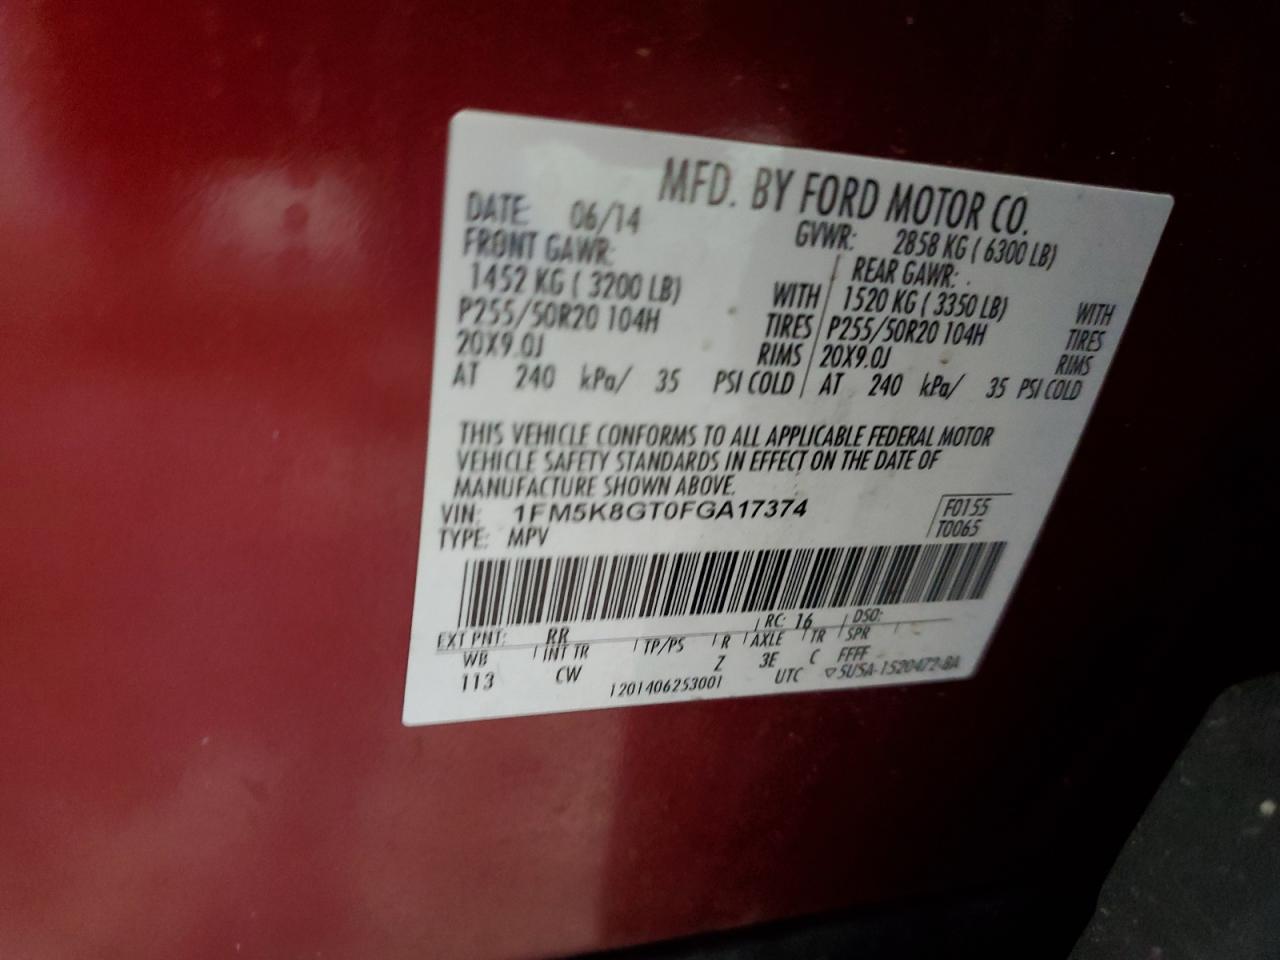 MFD. BY FORD MOTOR CO.
DATE: 06/14 GVWR: 2858 KG ( 6300 LB)
FRONT GAWR: REAR GAWR:
1452 KG ( 3200 LB) WITH 1520 KG ( 3350 LB) WITH
P255/50R20 104H TIRES P255/50R20 104H TIRES
20X9.0J RIMS 20X9.0J RIMS
AT 240 kPa/ 35 PSI COLD AT 240 kPa/ 35 PSI COLD
THIS VEHICLE CONFORMS TO ALL APPLICABLE FEDERAL MOTOR
VEHICLE SAFETY STANDARDS IN EFFECT ON THE DATE OF
MANUFACTURE SHOWN ABOVE.
VIN: 1FM5K8GT0FGA17374 F0155
TYPE: MPV T0065
EXT PNT: RR RC: 16 DSO:
WB INT TR TP/PS R AXLE TR SPR
113 CW Z 3E C FFFF
1201406253001 UTC ▽5U5A-1520472-BA